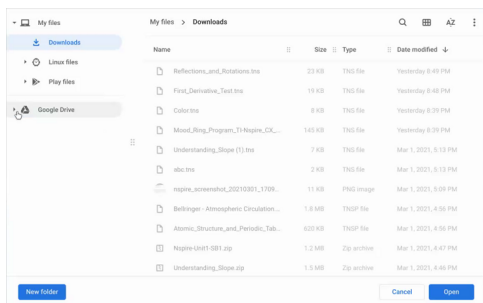 My files
My files > Downloads
Downloads
Linux files
Play files
Google Drive
Name Size Type Date modified
Reflections_and_Rotations.tns 23 KB TNS file Yesterday 8:49 PM
First_Derivative_Test.tns 19 KB TNS file Yesterday 8:48 PM
Color.tns 8 KB TNS file Yesterday 8:39 PM
Mood_Ring_Program_TI-Nspire_CX_... 145 KB TNS file Yesterday 8:39 PM
Understanding_Slope (1).tns 7 KB TNS file Mar 1, 2021, 5:13 PM
abc.tns 2 KB TNS file Mar 1, 2021, 5:13 PM
nspire_screenshot_20210301_1709... 11 KB PNG image Mar 1, 2021, 5:09 PM
Bellringer - Atmospheric Circulation... 1.8 MB TNSP file Mar 1, 2021, 4:56 PM
Atomic_Structure_and_Periodic_Tab... 620 KB TNSP file Mar 1, 2021, 4:56 PM
Nspire-Unit1-SB1.zip 1.2 MB Zip archive Mar 1, 2021, 4:47 PM
Understanding_Slope.zip 1.5 MB Zip archive Mar 1, 2021, 4:46 PM
New folder Cancel Open